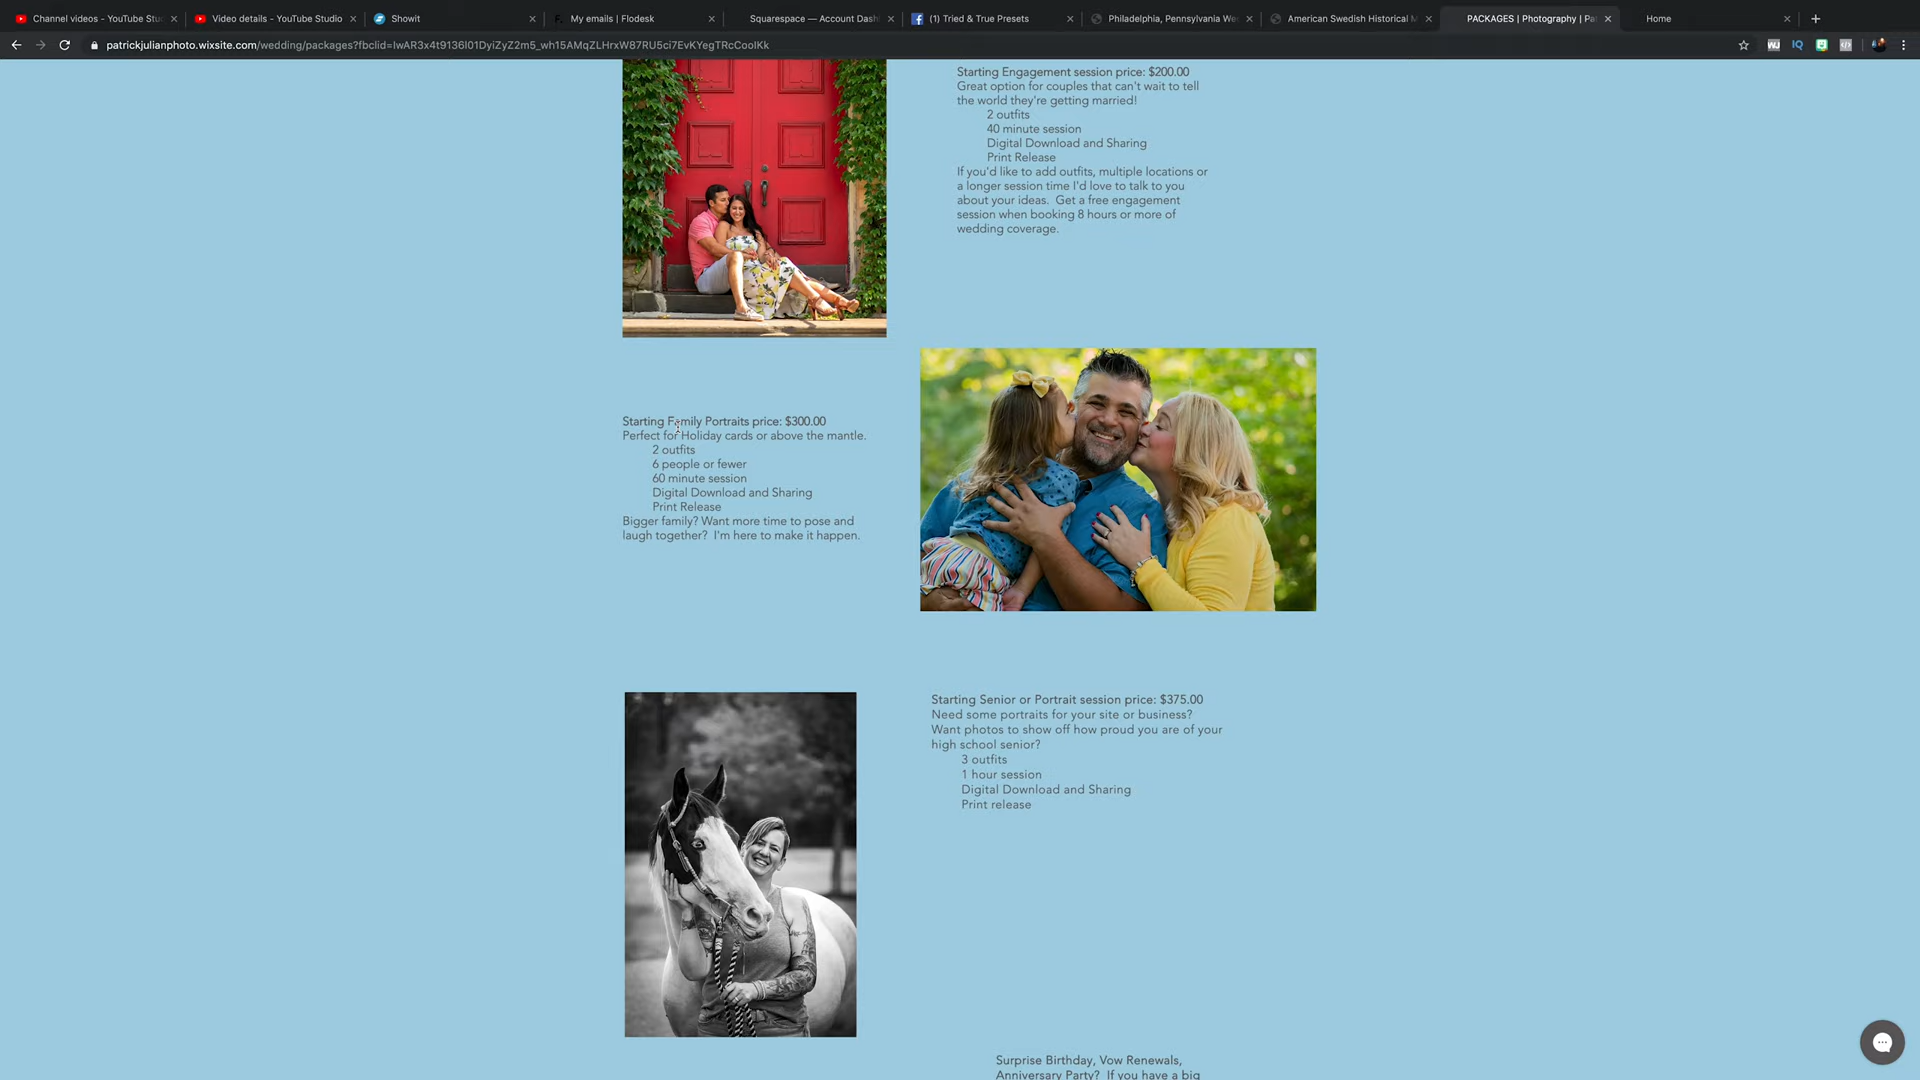 Channel videos - YouTube Stud
Video details - YouTube Studio
Showit
My emails | Flodesk
Squarespace — Account Dash
(1) Tried & True Presets
Philadelphia, Pennsylvania We
American Swedish Historical M
PACKAGES | Photography | Pat
Home
patrickjulianphoto.wixsite.com/wedding/packages?fbclid=IwAR3x4t9136I01DyiZyZ2m5_wh15AMqZLHrxW87RU5ci7EvKYegTRcCooIKk
Starting Engagement session price: $200.00
Great option for couples that can't wait to tell
the world they're getting married!
2 outfits
40 minute session
Digital Download and Sharing
Print Release
If you'd like to add outfits, multiple locations or
a longer session time I'd love to talk to you
about your ideas.  Get a free engagement
session when booking 8 hours or more of
wedding coverage.
Starting Family Portraits price: $300.00
Perfect for Holiday cards or above the mantle.
2 outfits
6 people or fewer
60 minute session
Digital Download and Sharing
Print Release
Bigger family? Want more time to pose and
laugh together?  I'm here to make it happen.
Starting Senior or Portrait session price: $375.00
Need some portraits for your site or business?
Want photos to show off how proud you are of your
high school senior?
3 outfits
1 hour session
Digital Download and Sharing
Print release
Surprise Birthday, Vow Renewals,
Anniversary Party?  If you have a big